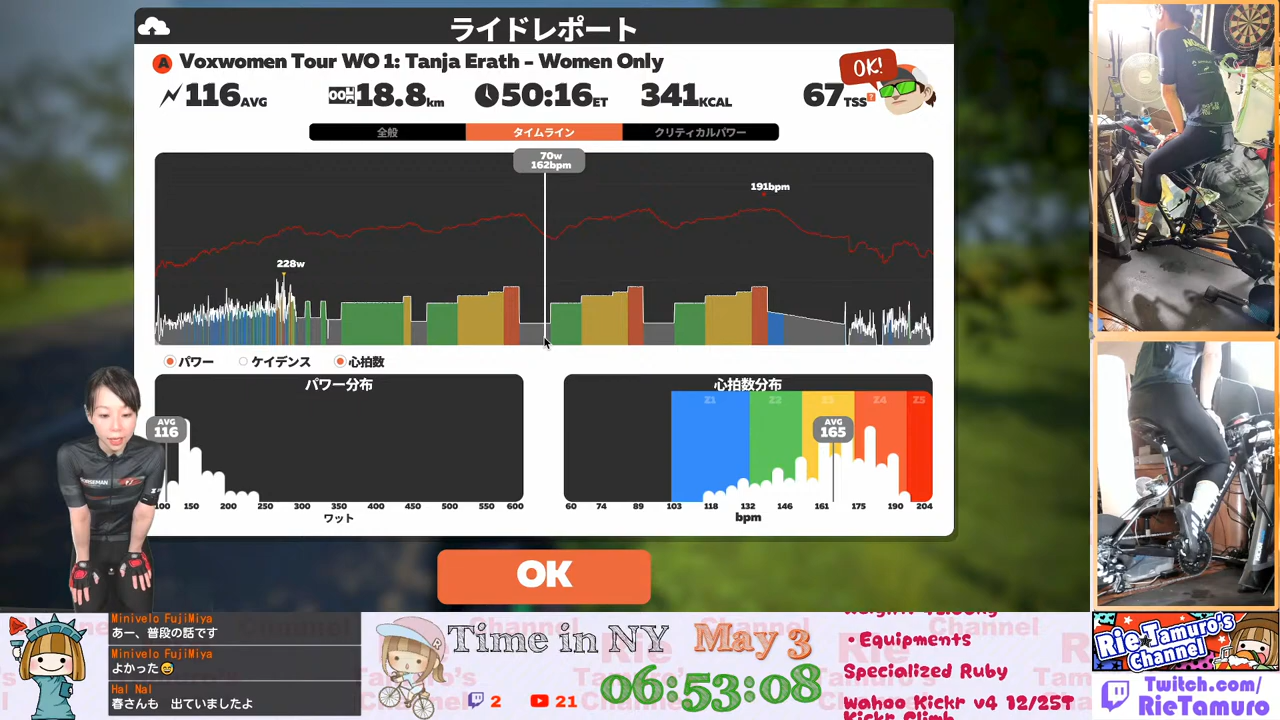 ライドレポート
A Voxwomen Tour WO 1: Tanja Erath – Women Only
OK!
116AVG 18.8km 50:16ET 341KCAL 67TSS?
全般 タイムライン クリティカルパワー
70w
162bpm
191bpm
228w
パワー ケイデンス 心拍数
パワー分布
AVG
116
100 150 200 250 300 350 400 450 500 550 600
ワット
心拍数分布
Z1 Z2 Z3 Z4 Z5
AVG
165
60 74 89 103 118 132 146 161 175 190 204
bpm
OK
Minivelo FujiMiya
あー、普段の話です
Minivelo FujiMiya
よかった😅
Hal Nal
春さんも 出ていましたよ
Time in NY May 3
06:53:08
2 21
・Equipments
Specialized Ruby
Wahoo Kickr v4 12/25T
Kickr Climb
Rie Tamuro's
Channel
Twitch.com/
RieTamuro